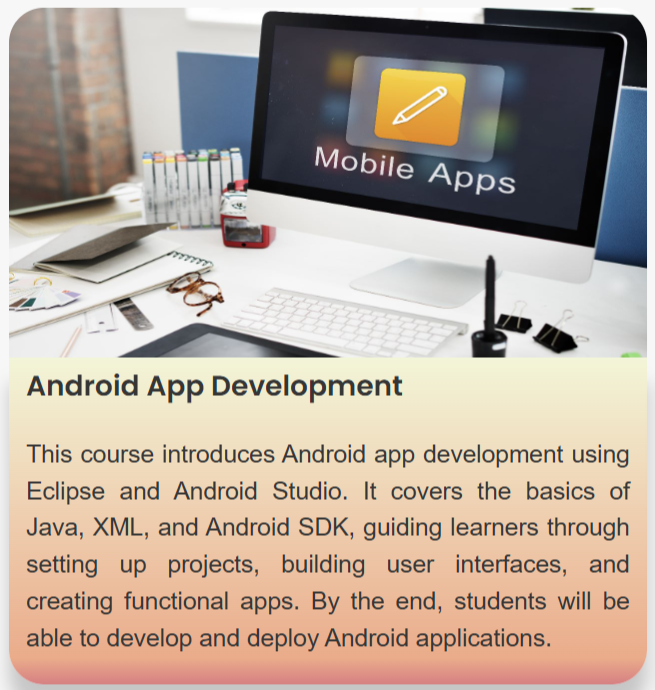 Mobile Apps
Android App Development
This course introduces Android app development using
Eclipse and Android Studio. It covers the basics of
Java, XML, and Android SDK, guiding learners through
setting up projects, building user interfaces, and
creating functional apps. By the end, students will be
able to develop and deploy Android applications.